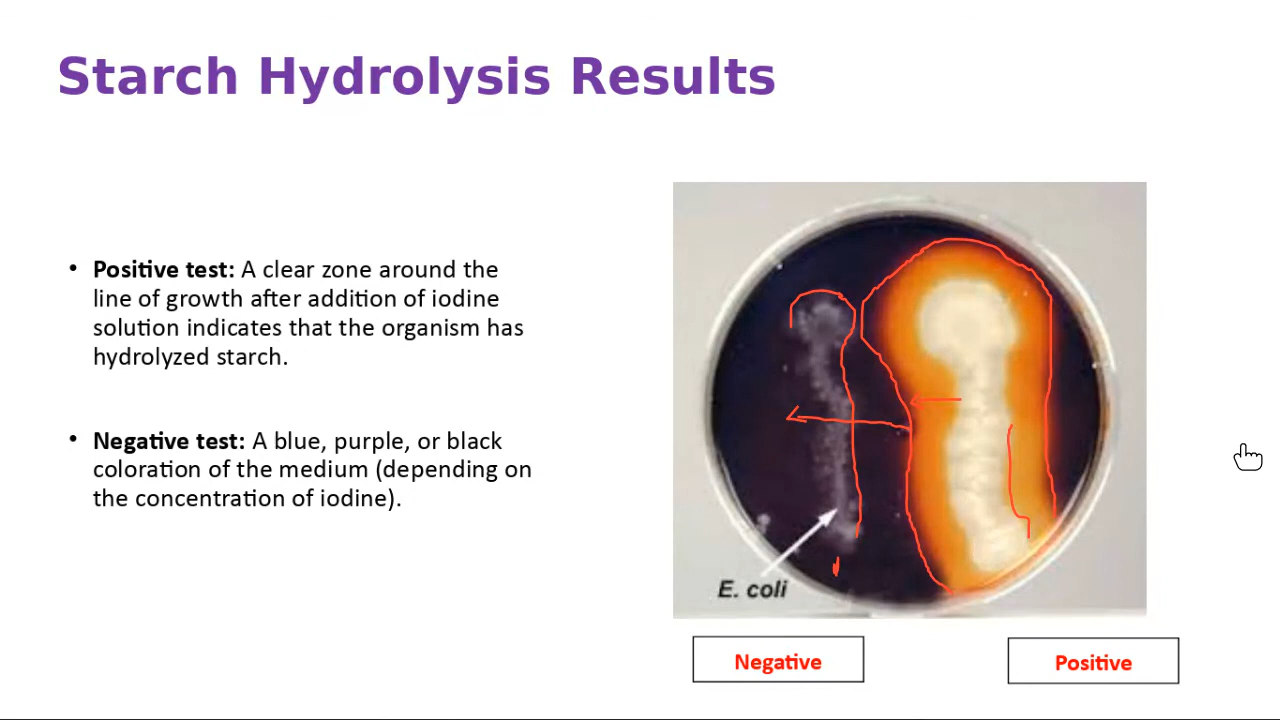 Starch Hydrolysis Results
• Positive test: A clear zone around the
line of growth after addition of iodine
solution indicates that the organism has
hydrolyzed starch.
• Negative test: A blue, purple, or black
coloration of the medium (depending on
the concentration of iodine).
E. coli
Negative
Positive